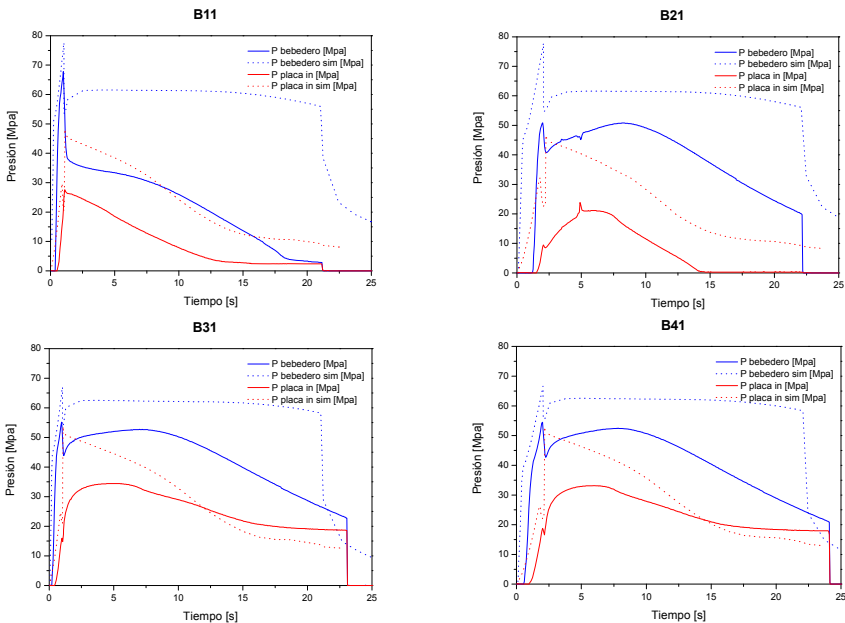 B11
80
70
60
50
40
30
20
10
0
Presión [Mpa]
0
5
10
15
20
25
Tiempo [s]
P bebedero [Mpa]
P bebedero sim [Mpa]
P placa in [Mpa]
P placa in sim [Mpa]
B21
80
70
60
50
40
30
20
10
0
Presión [Mpa]
0
5
10
15
20
25
Tiempo [s]
P bebedero [Mpa]
P bebedero sim [Mpa]
P placa in [Mpa]
P placa in sim [Mpa]
B31
80
70
60
50
40
30
20
10
0
Presión [Mpa]
0
5
10
15
20
25
Tiempo [s]
P bebedero [Mpa]
P bebedero sim [Mpa]
P placa in [Mpa]
P placa in sim [Mpa]
B41
80
70
60
50
40
30
20
10
0
Presión [Mpa]
0
5
10
15
20
25
Tiempo [s]
P bebedero [Mpa]
P bebedero sim [Mpa]
P placa in [Mpa]
P placa in sim [Mpa]